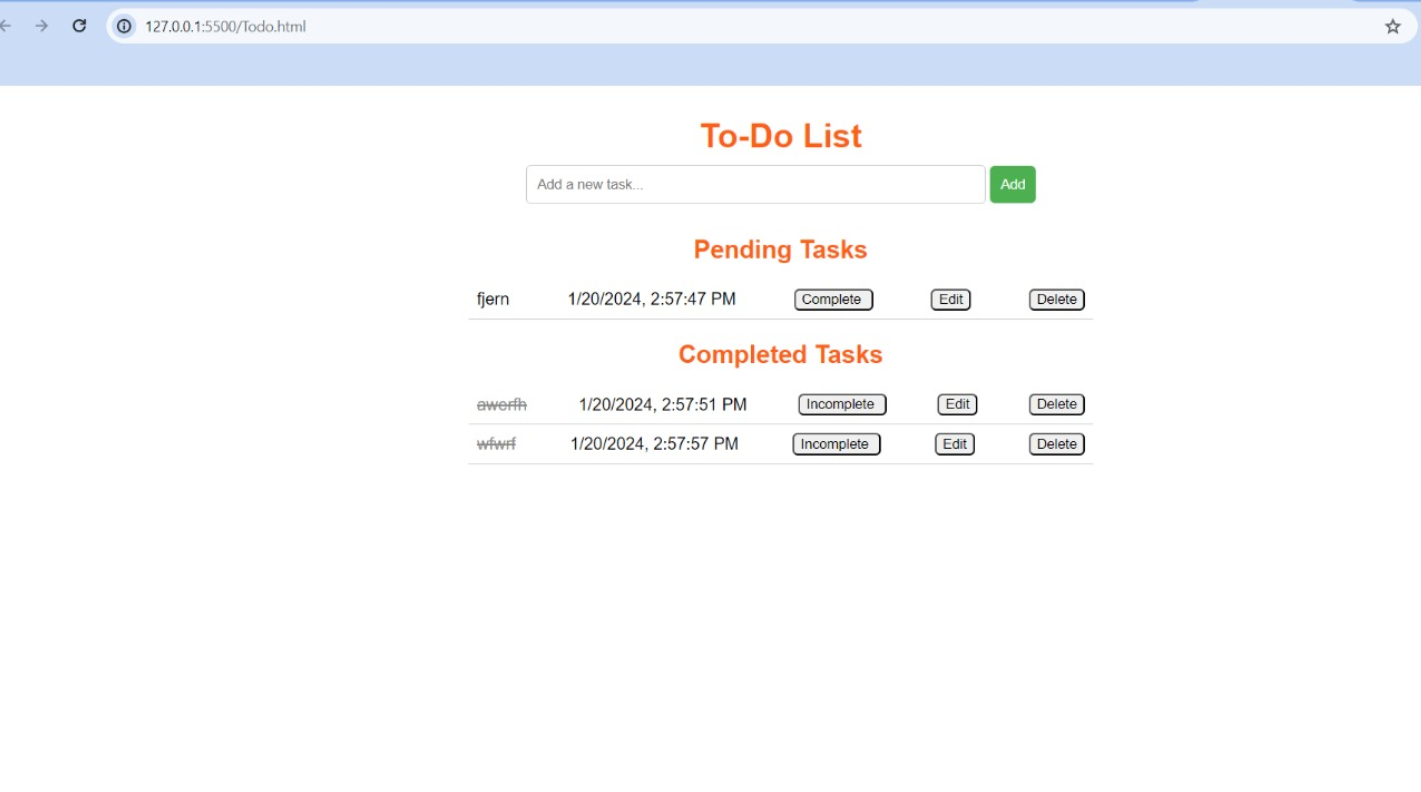 127.0.0.1:5500/Todo.html
To-Do List
Add a new task... Add
Pending Tasks
fjern 1/20/2024, 2:57:47 PM Complete Edit Delete
Completed Tasks
awerfh 1/20/2024, 2:57:51 PM Incomplete Edit Delete
wfwrf 1/20/2024, 2:57:57 PM Incomplete Edit Delete